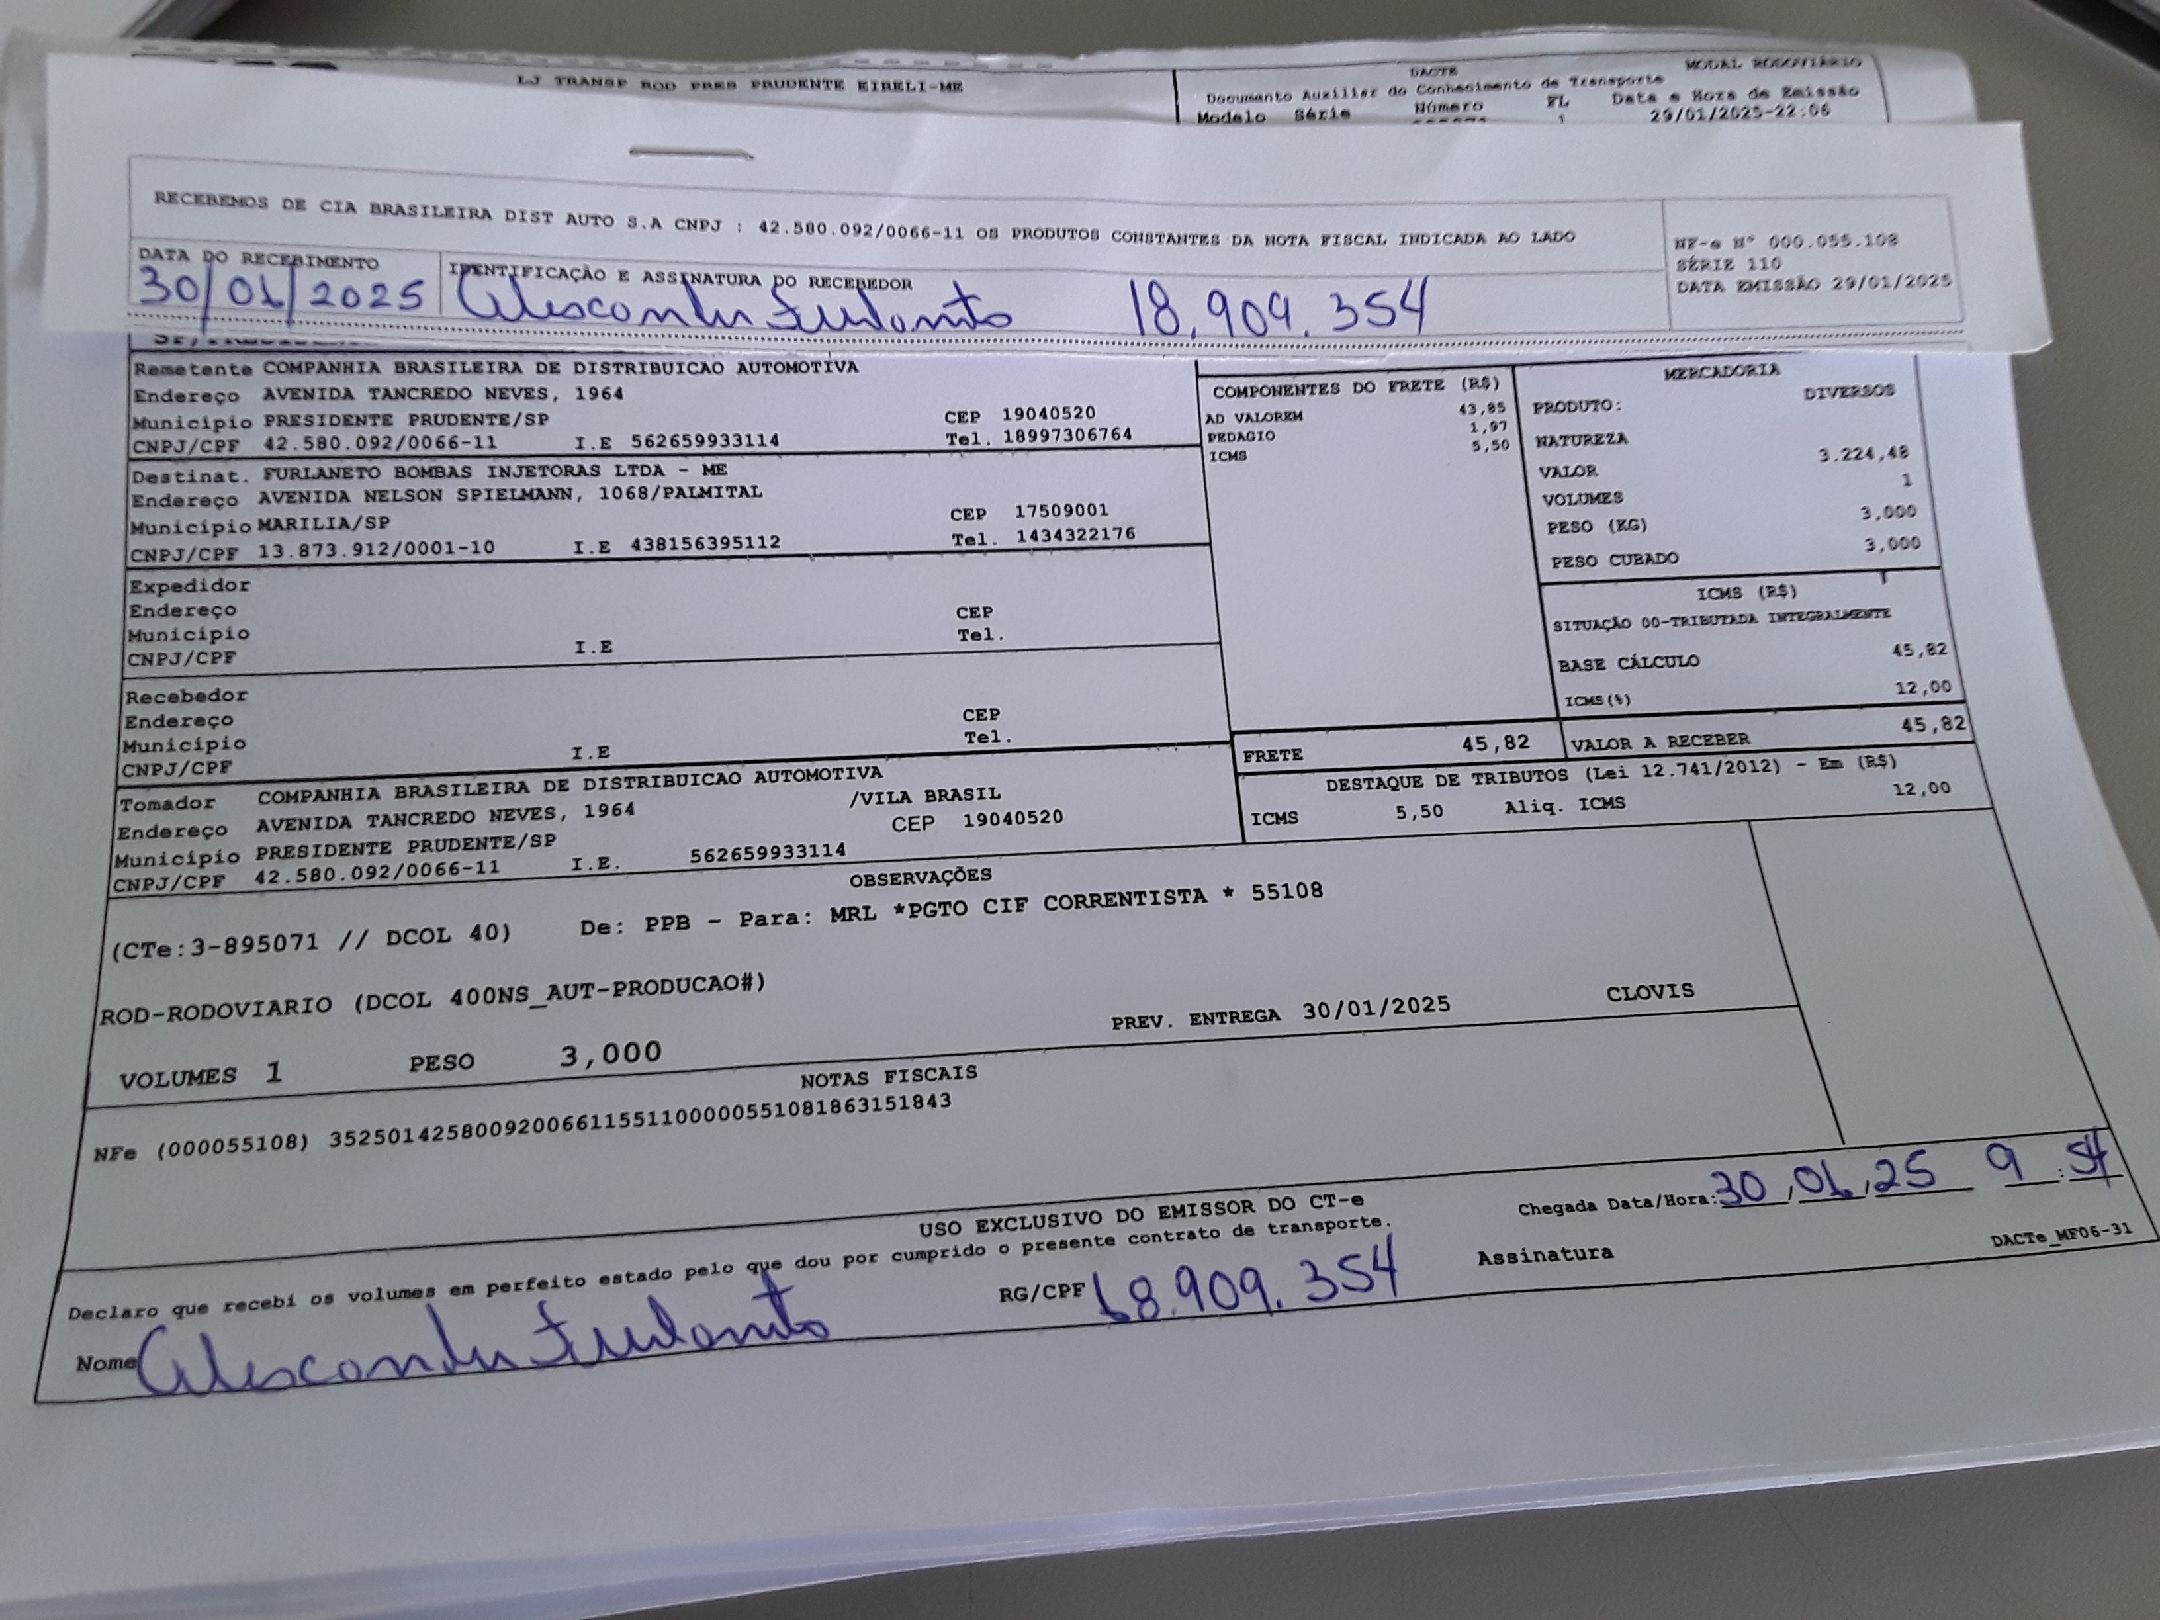 LJ TRANSP ROD PRES PRUDENTE EIRELI-ME
DACTE
MODAL RODOVIÁRIO
Documento Auxiliar do Conhecimento de Transporte
Modelo Série Número FL Data e Hora de Emissão
1 29/01/2025-22:06
RECEBEMOS DE CIA BRASILEIRA DIST AUTO S.A CNPJ : 42.580.092/0066-11 OS PRODUTOS CONSTANTES DA NOTA FISCAL INDICADA AO LADO
NF-e Nº 000.055.108
SÉRIE 110
DATA EMISSÃO 29/01/2025
DATA DO RECEBIMENTO
30/01/2025
IDENTIFICAÇÃO E ASSINATURA DO RECEBEDOR
18.909.354
Remetente COMPANHIA BRASILEIRA DE DISTRIBUICAO AUTOMOTIVA
Endereço AVENIDA TANCREDO NEVES, 1964
Município PRESIDENTE PRUDENTE/SP CEP 19040520
CNPJ/CPF 42.580.092/0066-11 I.E 562659933114 Tel. 18997306764
Destinat. FURLANETO BOMBAS INJETORAS LTDA - ME
Endereço AVENIDA NELSON SPIELMANN, 1068/PALMITAL
Município MARILIA/SP CEP 17509001
CNPJ/CPF 13.873.912/0001-10 I.E 438156395112 Tel. 1434322176
Expedidor
Endereço CEP
Município Tel.
CNPJ/CPF I.E
Recebedor
Endereço CEP
Município Tel.
CNPJ/CPF I.E
Tomador COMPANHIA BRASILEIRA DE DISTRIBUICAO AUTOMOTIVA
Endereço AVENIDA TANCREDO NEVES, 1964 /VILA BRASIL
Município PRESIDENTE PRUDENTE/SP CEP 19040520
CNPJ/CPF 42.580.092/0066-11 I.E. 562659933114
COMPONENTES DO FRETE (R$)
AD VALOREM 43,85
PEDAGIO 1,97
ICMS 5,50
MERCADORIA
PRODUTO: DIVERSOS
NATUREZA
VALOR 3.224,48
VOLUMES 1
PESO (KG) 3,000
PESO CUBADO 3,000
ICMS (R$)
SITUAÇÃO 00-TRIBUTADA INTEGRALMENTE
BASE CÁLCULO 45,82
ICMS(%) 12,00
FRETE 45,82 VALOR A RECEBER 45,82
DESTAQUE DE TRIBUTOS (Lei 12.741/2012) - Em (R$)
ICMS 5,50 Aliq. ICMS 12,00
OBSERVAÇÕES
(CTe:3-895071 // DCOL 40) De: PPB - Para: MRL *PGTO CIF CORRENTISTA * 55108
ROD-RODOVIARIO (DCOL 400NS_AUT-PRODUCAO#)
PREV. ENTREGA 30/01/2025 CLOVIS
VOLUMES 1 PESO 3,000
NOTAS FISCAIS
NFe (000055108) 35250142580092006611551100000551081863151843
USO EXCLUSIVO DO EMISSOR DO CT-e
Chegada Data/Hora: 30,01,25 9:54
Declaro que recebi os volumes em perfeito estado pelo que dou por cumprido o presente contrato de transporte.
DACTe_MF06-31
Nome RG/CPF 18.909.354 Assinatura